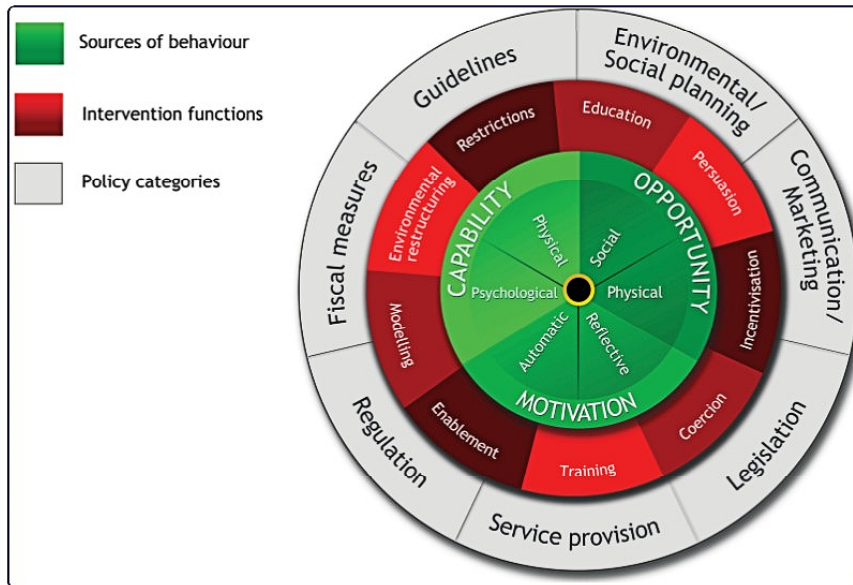 Sources of behaviour
Intervention functions
Policy categories
Guidelines
Environmental/
Social planning
Communication/
Marketing
Legislation
Service provision
Regulation
Fiscal measures
Restrictions
Education
Persuasion
Incentivisation
Coercion
Training
Enablement
Modelling
Environmental
restructuring
CAPABILITY
OPPORTUNITY
MOTIVATION
Physical
Psychological
Social
Physical
Automatic
Reflective